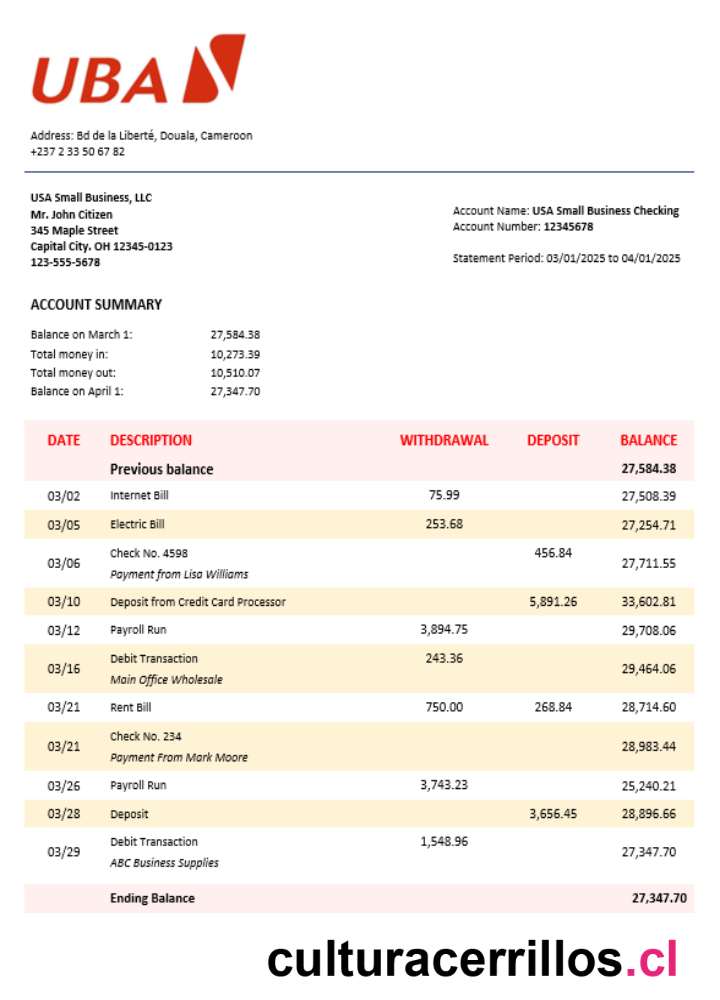 UBA
Address: Bd de la Liberté, Douala, Cameroon
+237 2 33 50 67 82
USA Small Business, LLC
Mr. John Citizen
345 Maple Street
Capital City. OH 12345-0123
123-555-5678
Account Name: USA Small Business Checking
Account Number: 12345678
Statement Period: 03/01/2025 to 04/01/2025
ACCOUNT SUMMARY
Balance on March 1: 27,584.38
Total money in: 10,273.39
Total money out: 10,510.07
Balance on April 1: 27,347.70
DATE DESCRIPTION WITHDRAWAL DEPOSIT BALANCE
Previous balance 27,584.38
03/02 Internet Bill 75.99 27,508.39
03/05 Electric Bill 253.68 27,254.71
03/06 Check No. 4598 456.84 27,711.55
Payment from Lisa Williams
03/10 Deposit from Credit Card Processor 5,891.26 33,602.81
03/12 Payroll Run 3,894.75 29,708.06
03/16 Debit Transaction 243.36 29,464.06
Main Office Wholesale
03/21 Rent Bill 750.00 268.84 28,714.60
03/21 Check No. 234 28,983.44
Payment From Mark Moore
03/26 Payroll Run 3,743.23 25,240.21
03/28 Deposit 3,656.45 28,896.66
03/29 Debit Transaction 1,548.96 27,347.70
ABC Business Supplies
Ending Balance 27,347.70
culturacerrillos.cl